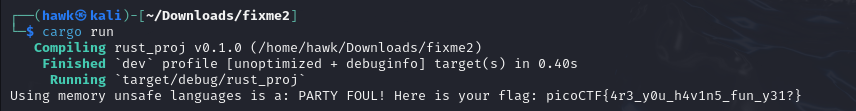 ┌──(hawk㉿kali)-[~/Downloads/fixme2]
└─$ cargo run
Compiling rust_proj v0.1.0 (/home/hawk/Downloads/fixme2)
Finished `dev` profile [unoptimized + debuginfo] target(s) in 0.40s
Running `target/debug/rust_proj`
Using memory unsafe languages is a: PARTY FOUL! Here is your flag: picoCTF{4r3_y0u_h4v1n5_fun_y31?}